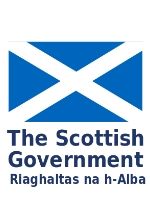 The Scottish
Government
Riaghaltas na h-Alba